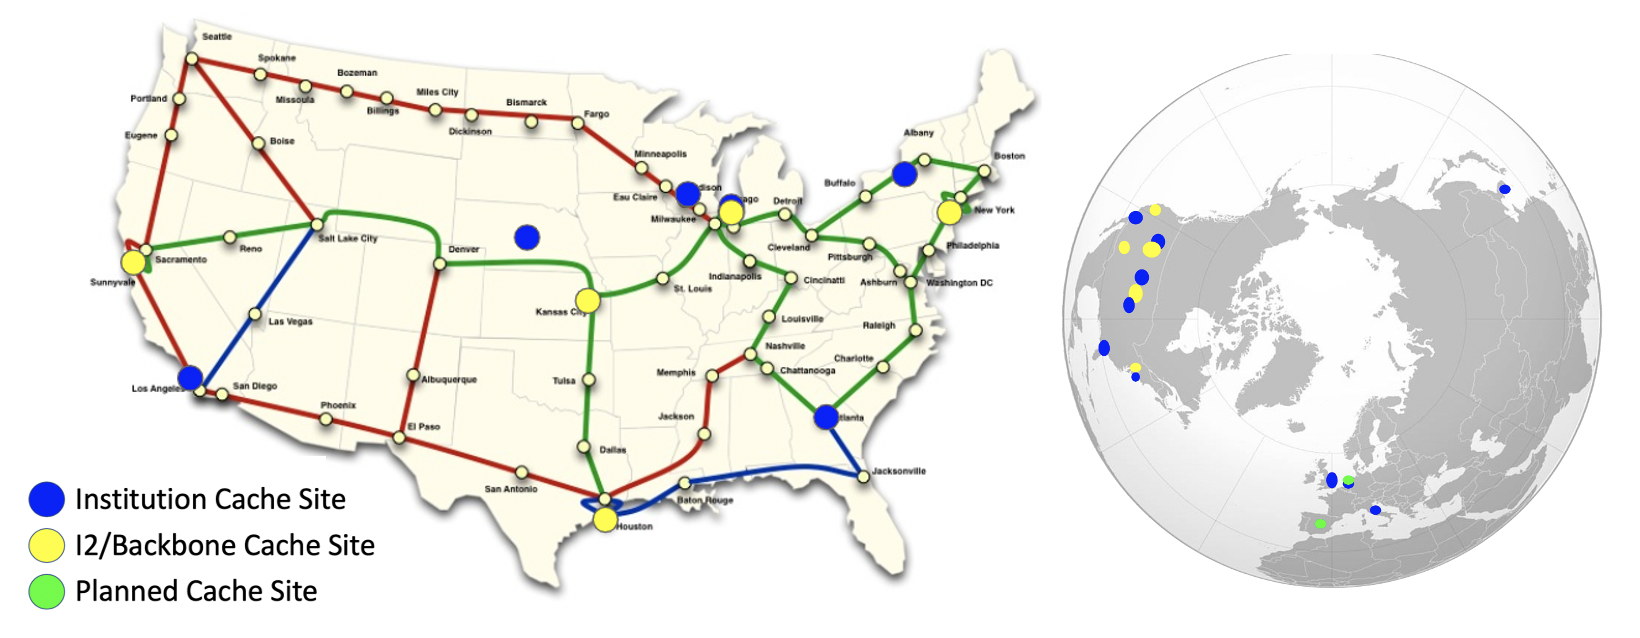 Seattle
Spokane
Bozeman
Miles City
Portland
Missoula
Billings
Bismarck
Fargo
Dickinson
Eugene
Boise
Albany
Minneapolis
Boston
Buffalo
Eau Claire
dison
ago
Detroit
New York
Milwaukee
Salt Lake City
Reno
Denver
Cleveland
Philadelphia
Sacramento
Pittsburgh
Indianapolis
Cincinatti
Ashburn
Washington DC
Sunnyvale
St. Louis
Kansas City
Las Vegas
Louisville
Raleigh
Nashville
Charlotte
Memphis
Chattanooga
Albuquerque
Tulsa
Los Angeles
San Diego
Phoenix
Jackson
tlanta
El Paso
Dallas
Jacksonville
San Antonio
Baton Rouge
Houston
Institution Cache Site
I2/Backbone Cache Site
Planned Cache Site